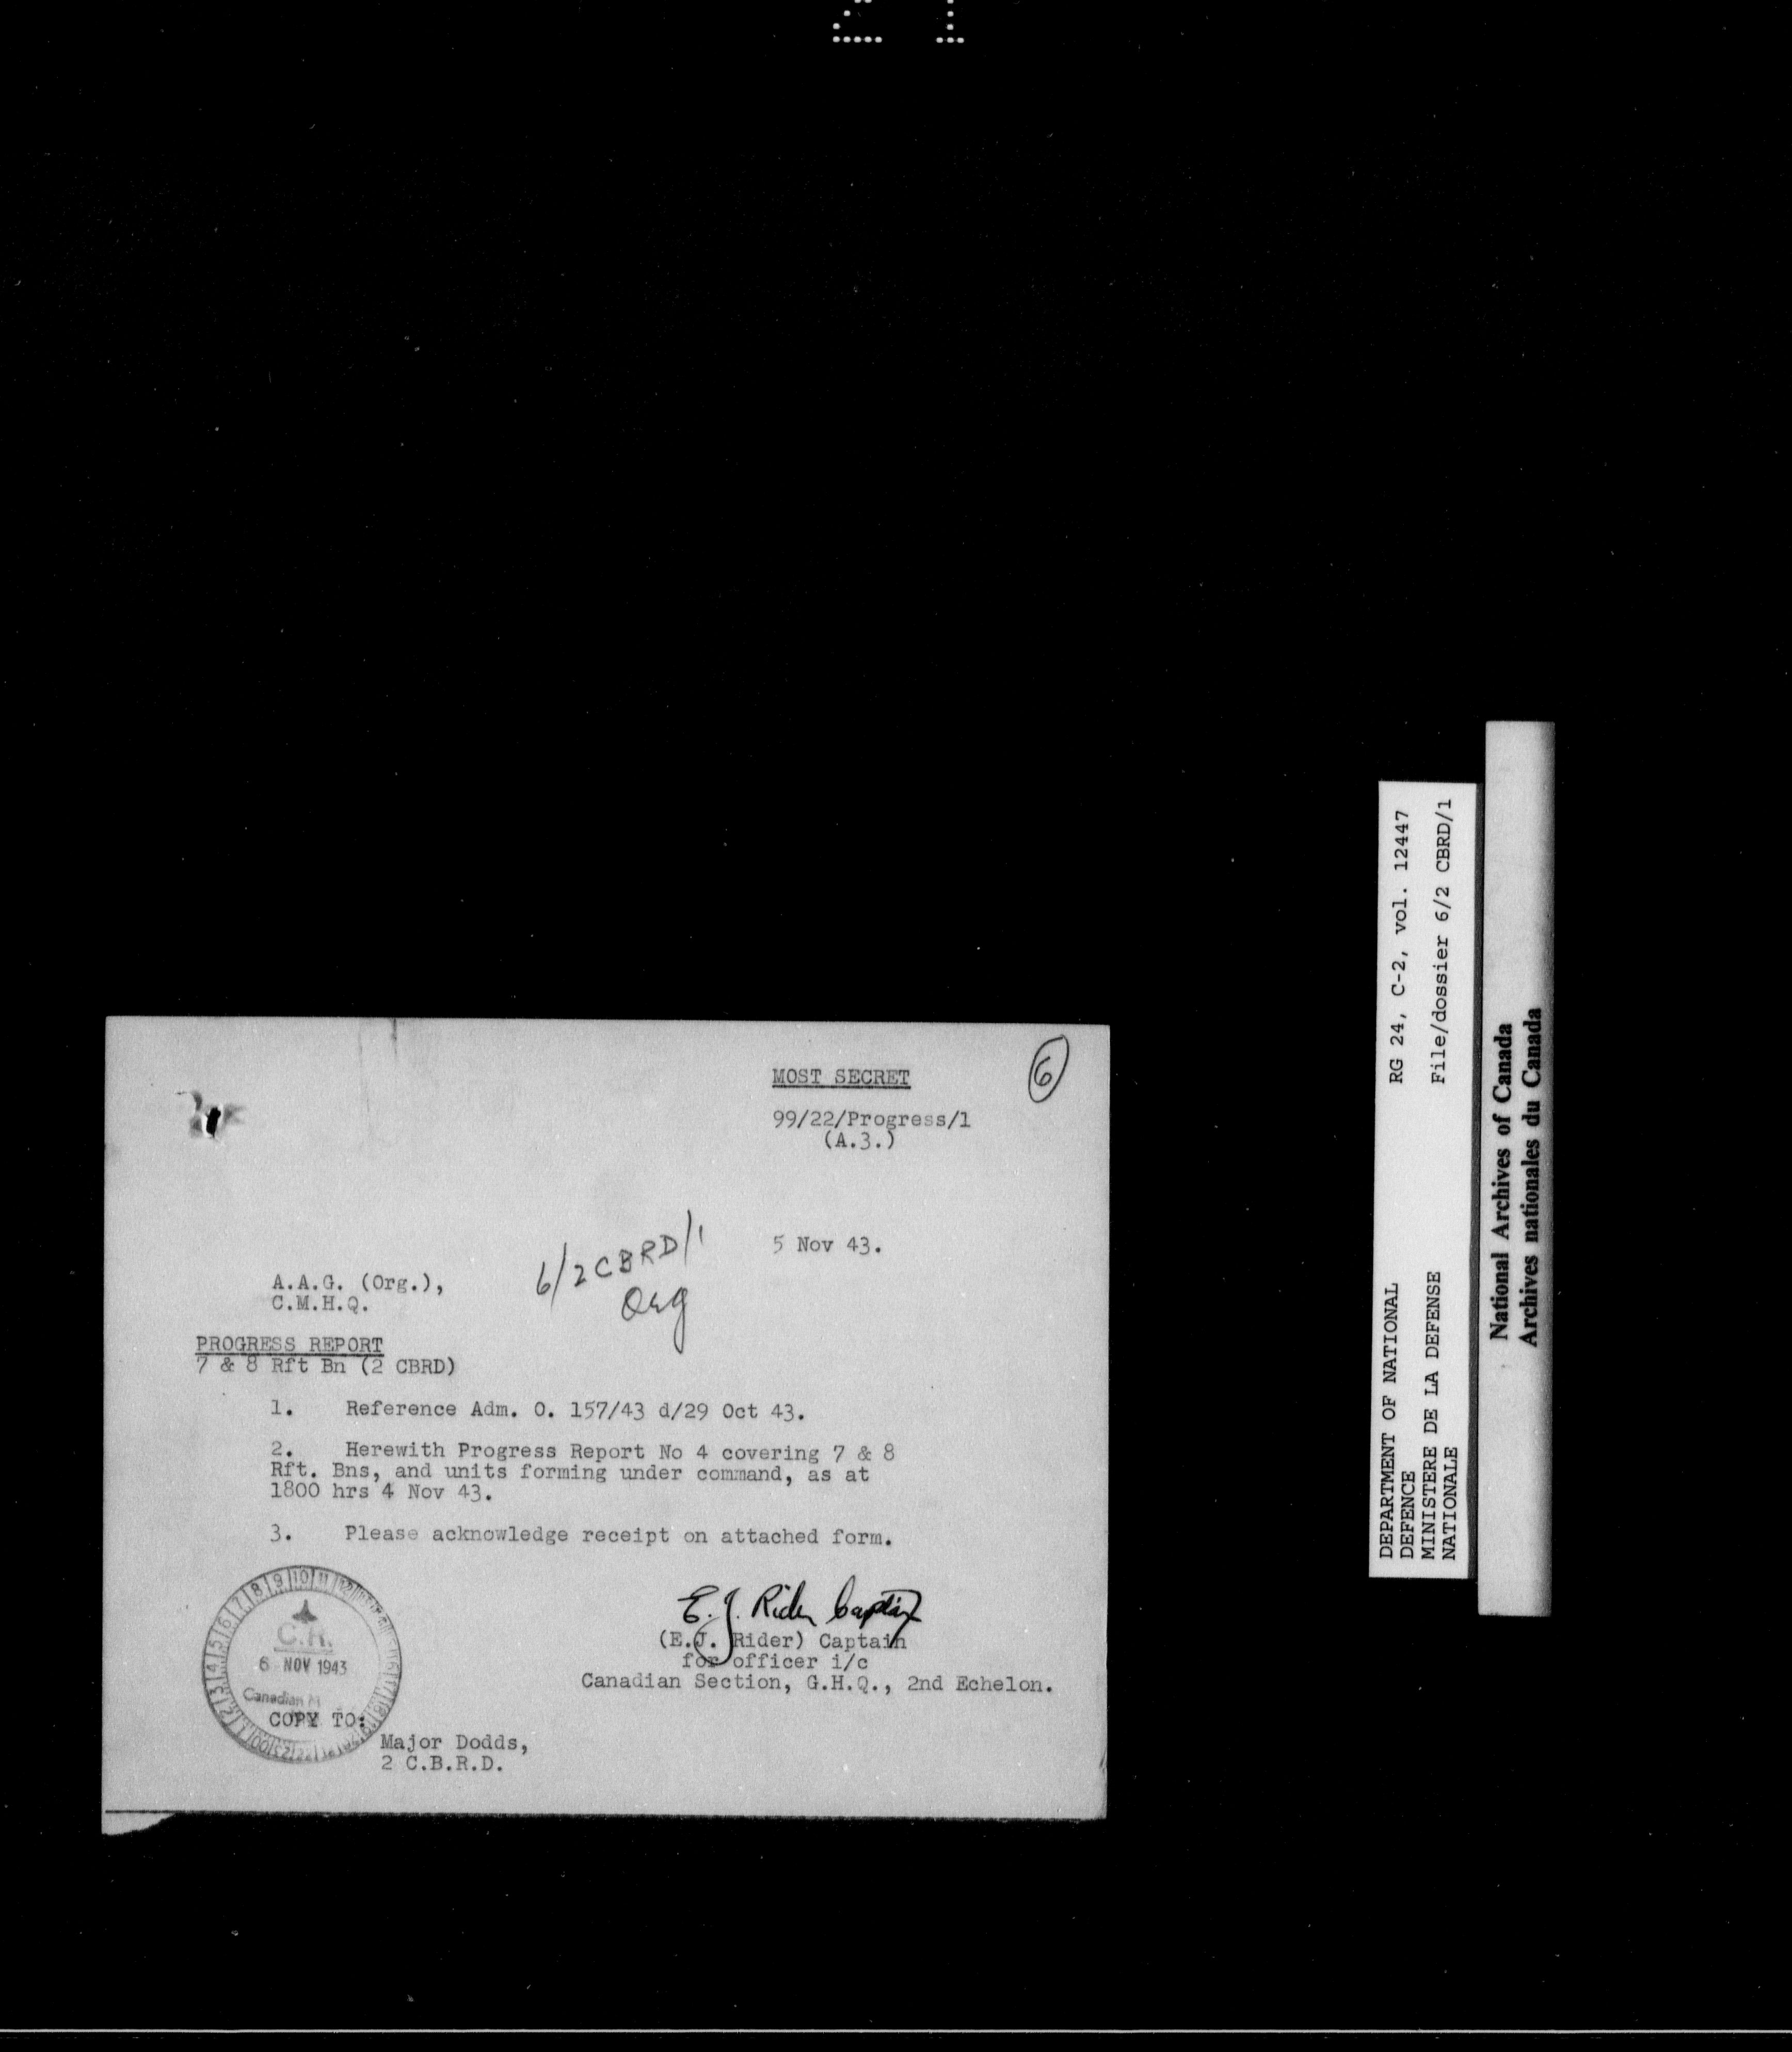 21
MOST SECRET
6
99/22/Progress/1
(A.3.)
5 Nov 43.
6/2 CBRD/1
Org
A.A.G. (Org.),
C.M.H.Q.
PROGRESS REPORT
7 & 8 Rft Bn (2 CBRD)
1. Reference Adm. O. 157/43 d/29 Oct 43.
2. Herewith Progress Report No 4 covering 7 & 8
Rft. Bns, and units forming under command, as at
1800 hrs 4 Nov 43.
3. Please acknowledge receipt on attached form.
E.J. Rider Captain
(E.J. Rider) Captain
for officer i/c
Canadian Section, G.H.Q., 2nd Echelon.
C.R.
6 NOV 1943
Canadian
COPY TO:
Major Dodds,
2 C.B.R.D.
DEPARTMENT OF NATIONAL
DEFENCE
MINISTERE DE LA DEFENSE
NATIONALE
RG 24, C-2, vol. 12447
File/dossier 6/2 CBRD/1
National Archives of Canada
Archives nationales du Canada